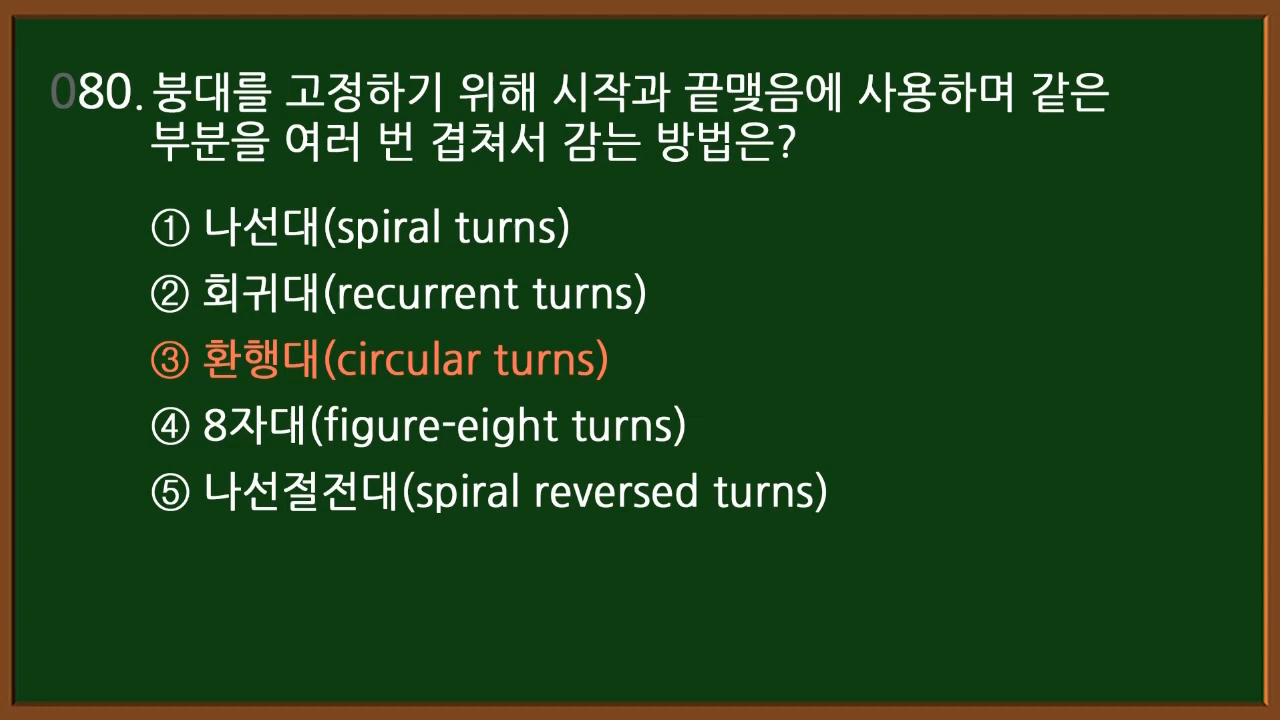 080. 붕대를 고정하기 위해 시작과 끝맺음에 사용하며 같은
부분을 여러 번 겹쳐서 감는 방법은?
① 나선대(spiral turns)
② 회귀대(recurrent turns)
③ 환행대(circular turns)
④ 8자대(figure-eight turns)
⑤ 나선절전대(spiral reversed turns)